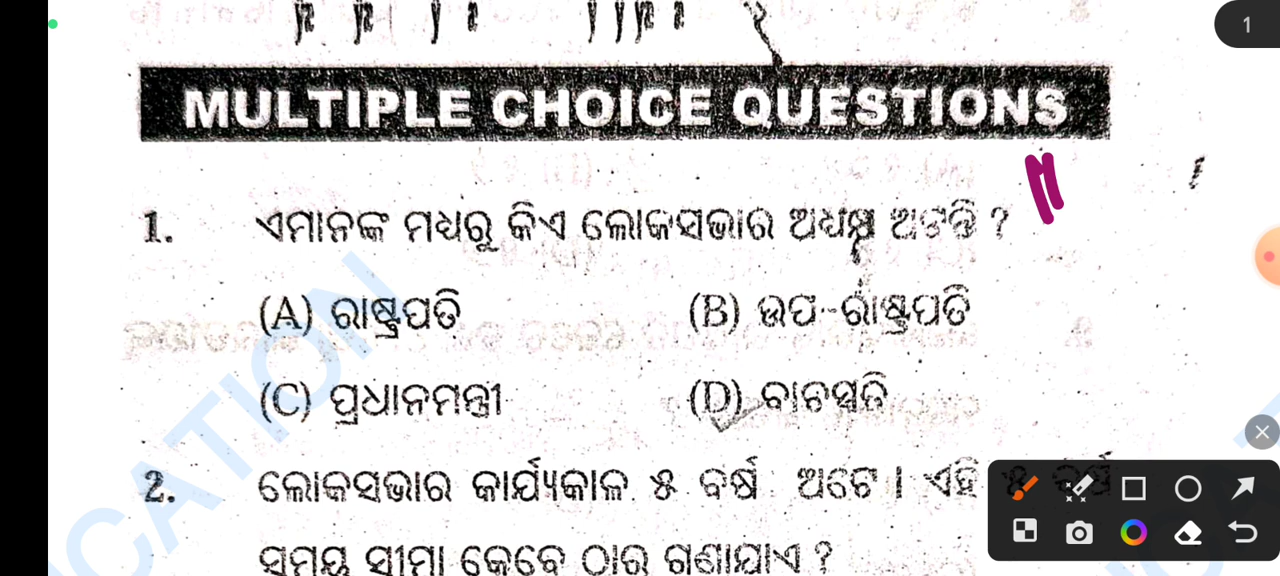 1
MULTIPLE CHOICE QUESTIONS
1. ଏମାନଙ୍କ ମଧ୍ୟରୁ କିଏ ଲୋକସଭାର ଅଧ୍ୟକ୍ଷ ଅଟନ୍ତି ?
(A) ରାଷ୍ଟ୍ରପତି (B) ଉପ-ରାଷ୍ଟ୍ରପତି
(C) ପ୍ରଧାନମନ୍ତ୍ରୀ (D) ବାଚସ୍ପତି
2. ଲୋକସଭାର କାର୍ଯ୍ୟକାଳ ୫ ବର୍ଷ ଅଟେ । ଏହି
ସମୟ ସୀମା କେବେ ଠାରୁ ଗଣାଯାଏ ?
CATION